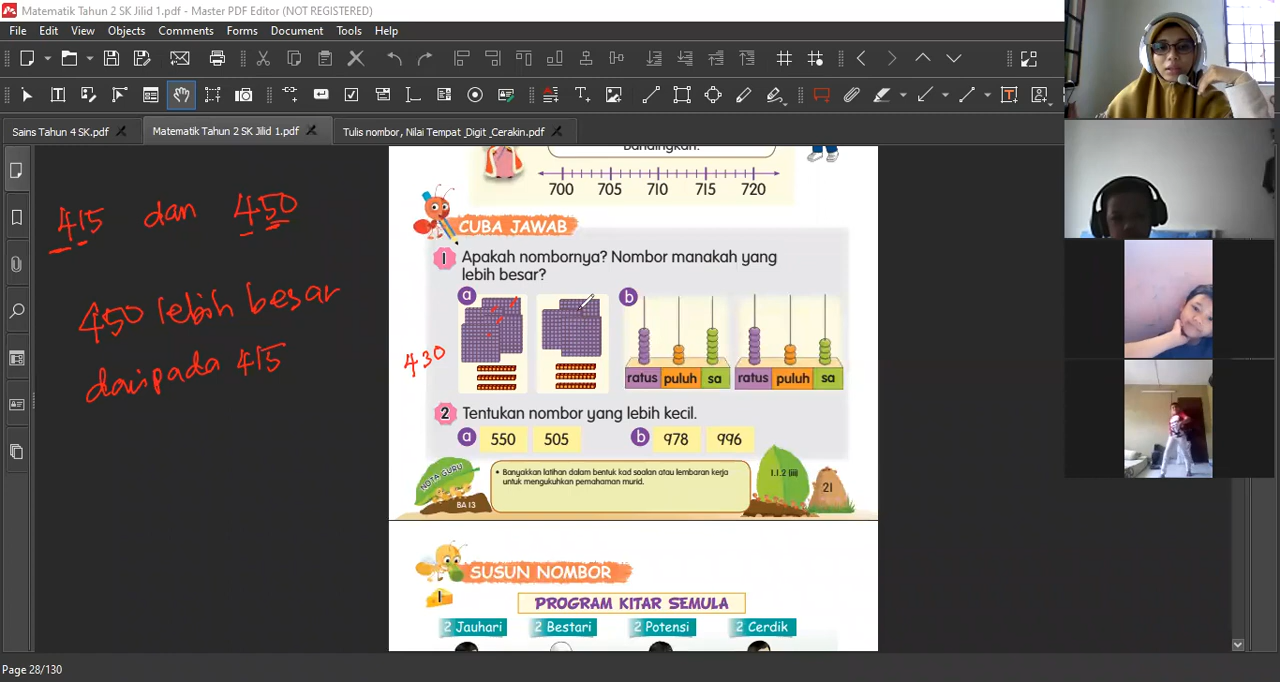 Matematik Tahun 2 SK Jilid 1.pdf - Master PDF Editor (NOT REGISTERED)
File Edit View Objects Comments Forms Document Tools Help
Sains Tahun 4 SK.pdf
Matematik Tahun 2 SK Jilid 1.pdf
Tulis nombor, Nilai Tempat _Digit _Cerakin.pdf
415 dan 450
450 lebih besar
daripada 415
Bandingkan.
700 705 710 715 720
CUBA JAWAB
1 Apakah nombornya? Nombor manakah yang
lebih besar?
a
b
430
ratus puluh sa ratus puluh sa
2 Tentukan nombor yang lebih kecil.
a 550 505 b 978 996
NOTA GURU
• Banyakkan latihan dalam bentuk kad soalan atau lembaran kerja
untuk mengukuhkan pemahaman murid.
BA 13
1.1.2 (iii)
21
SUSUN NOMBOR
1
PROGRAM KITAR SEMULA
2 Jauhari 2 Bestari 2 Potensi 2 Cerdik
Page 28/130